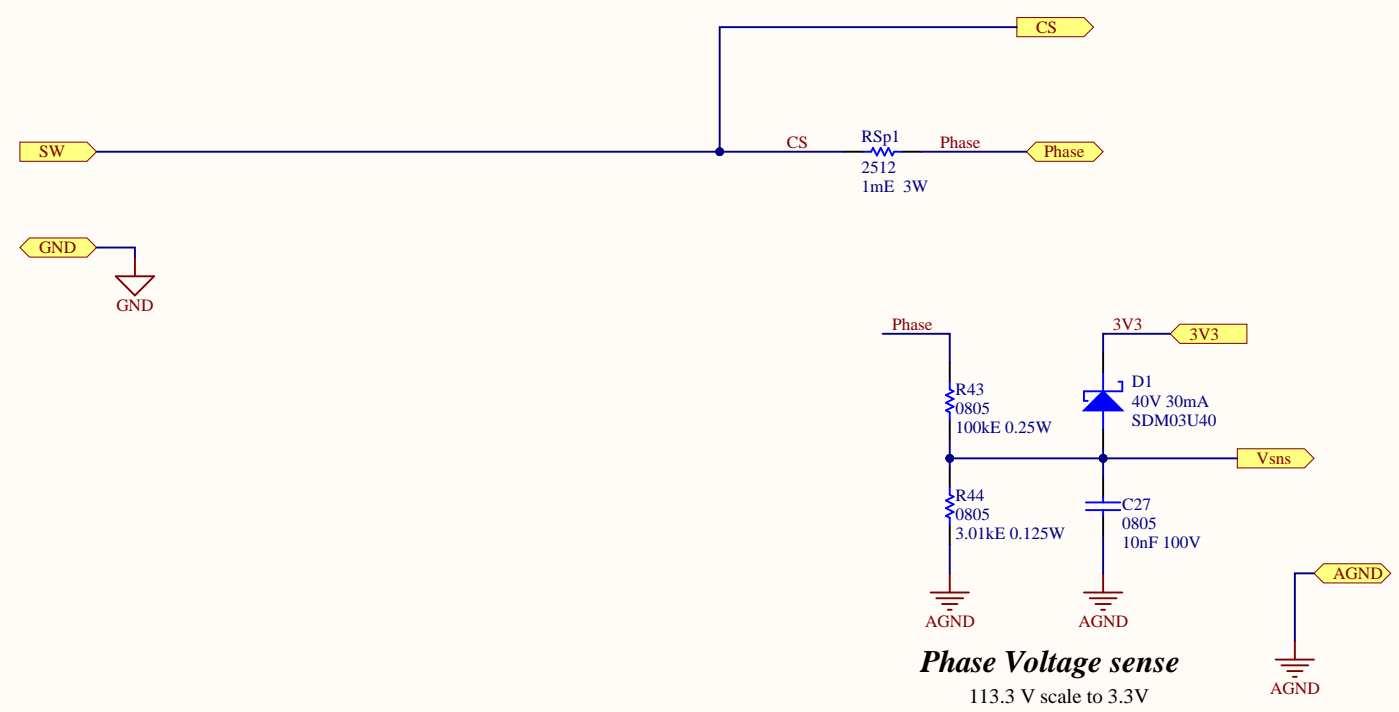 CS
SW
CS
RSp1
2512
1mE 3W
Phase
Phase
GND
GND
Phase
3V3
3V3
R43
0805
100kE 0.25W
D1
40V 30mA
SDM03U40
Vsns
R44
0805
3.01kE 0.125W
C27
0805
10nF 100V
AGND
AGND
AGND
Phase Voltage sense
113.3 V scale to 3.3V
AGND